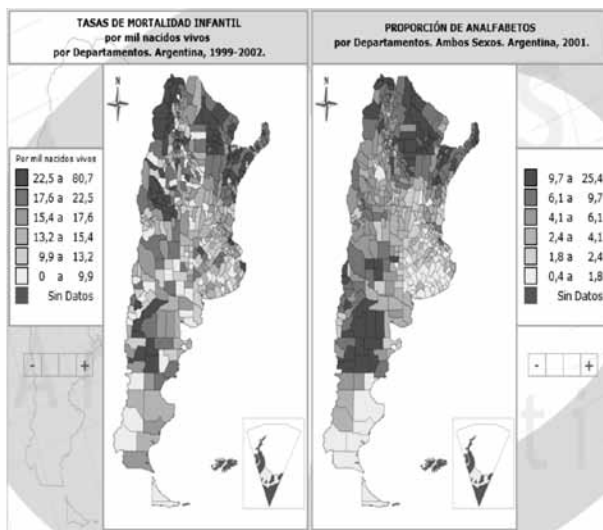 TASAS DE MORTALIDAD INFANTIL
por mil nacidos vivos
por Departamentos. Argentina, 1999-2002.
PROPORCIÓN DE ANALFABETOS
por Departamentos. Ambos Sexos. Argentina, 2001.
N
N
Por mil nacidos vivos
22,5 a 80,7
17,6 a 22,5
15,4 a 17,6
13,2 a 15,4
9,9 a 13,2
0 a 9,9
Sin Datos
- +
9,7 a 25,4
6,1 a 9,7
4,1 a 6,1
2,4 a 4,1
1,8 a 2,4
0,4 a 1,8
Sin Datos
- +